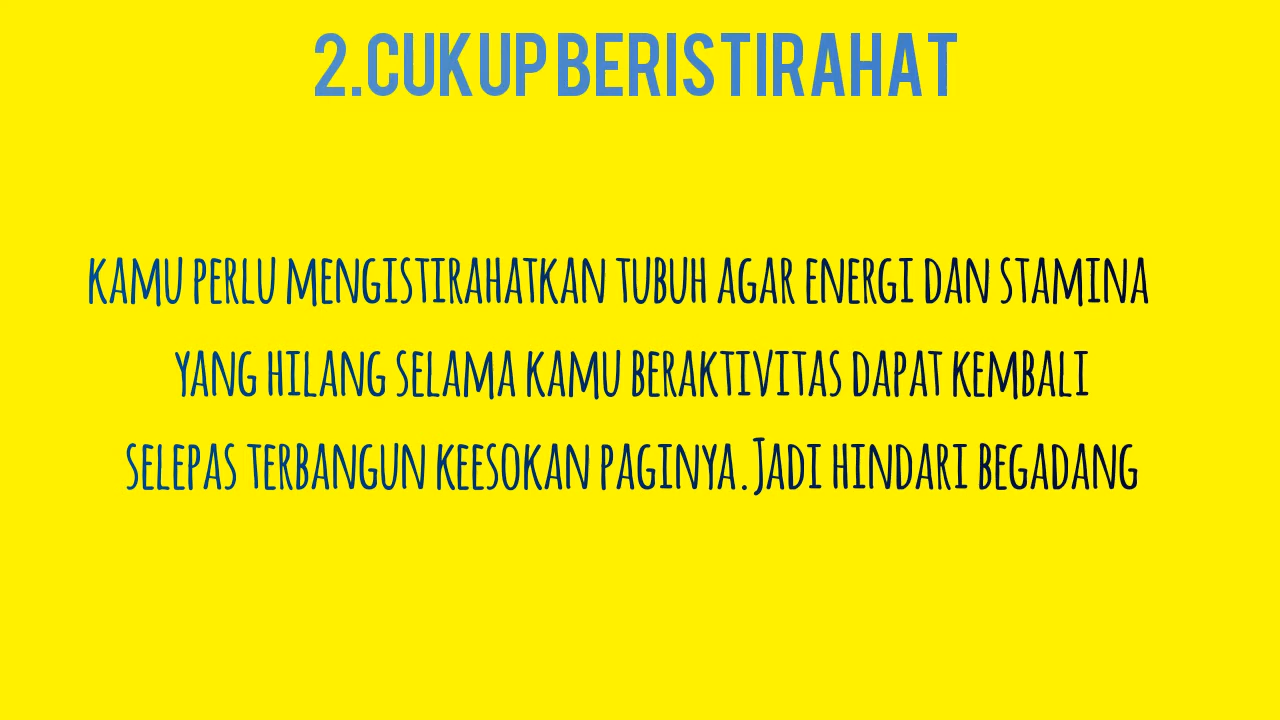 2.CUKUP BERISTIRAHAT
KAMU PERLU MENGISTIRAHATKAN TUBUH AGAR ENERGI DAN STAMINA
YANG HILANG SELAMA KAMU BERAKTIVITAS DAPAT KEMBALI
SELEPAS TERBANGUN KEESOKAN PAGINYA. JADI HINDARI BEGADANG